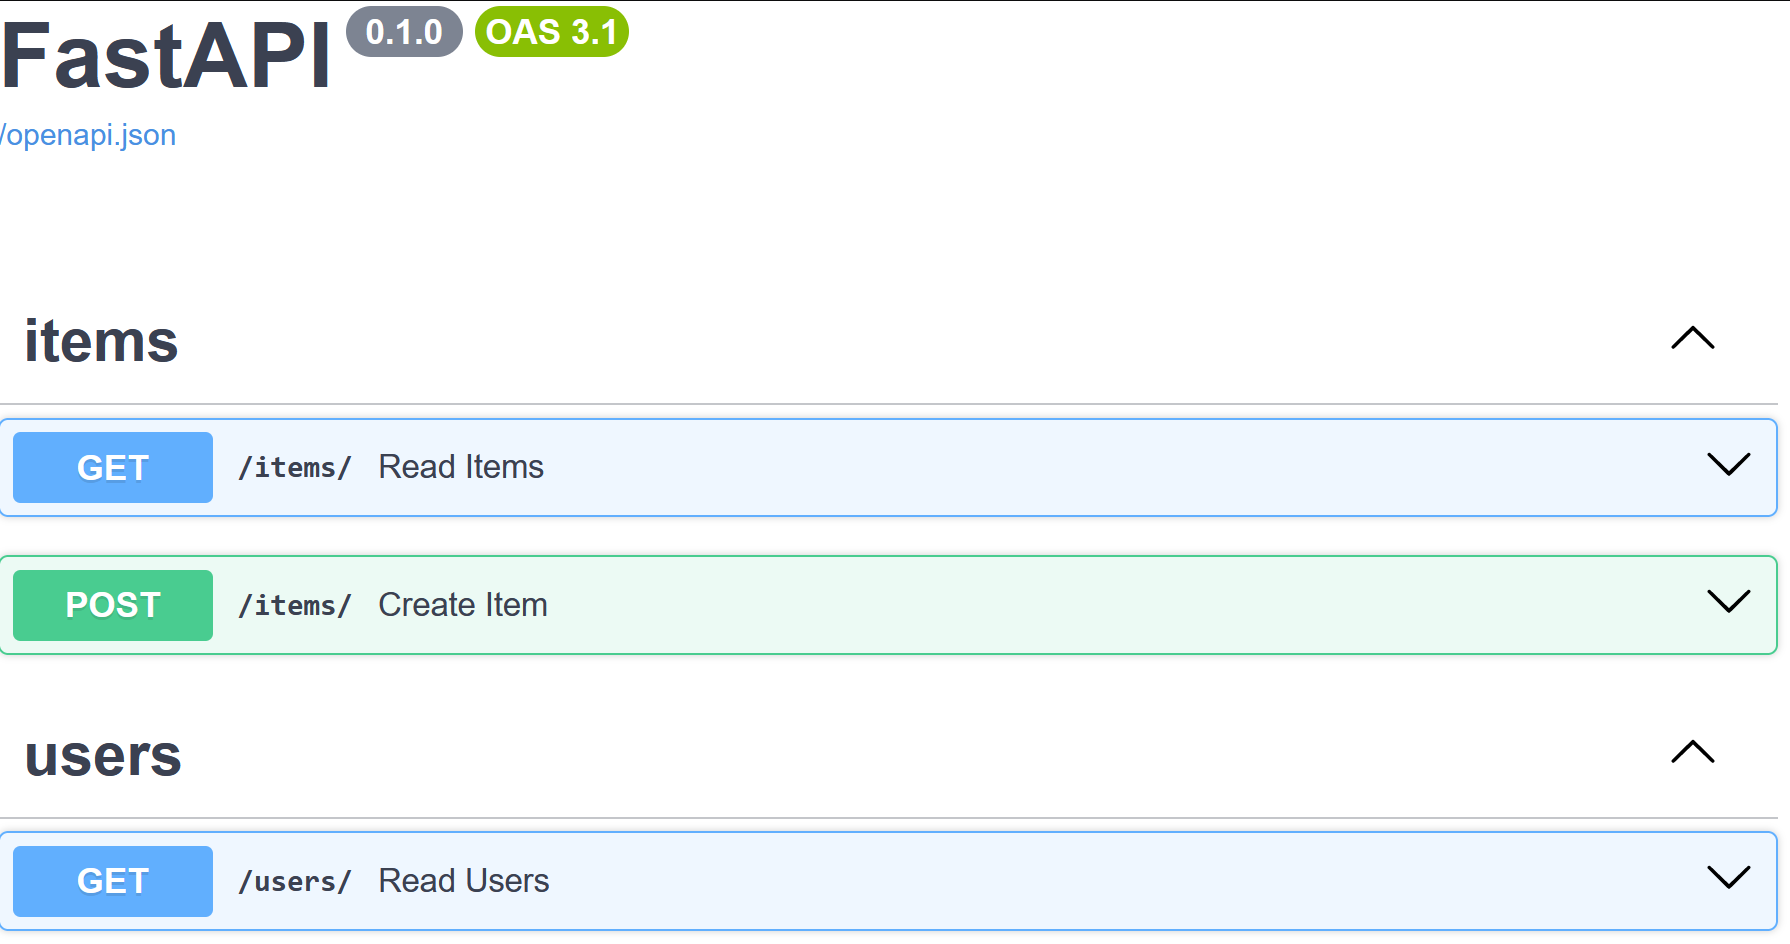 FastAPI 0.1.0 OAS 3.1
/openapi.json
items
GET /items/ Read Items
POST /items/ Create Item
users
GET /users/ Read Users